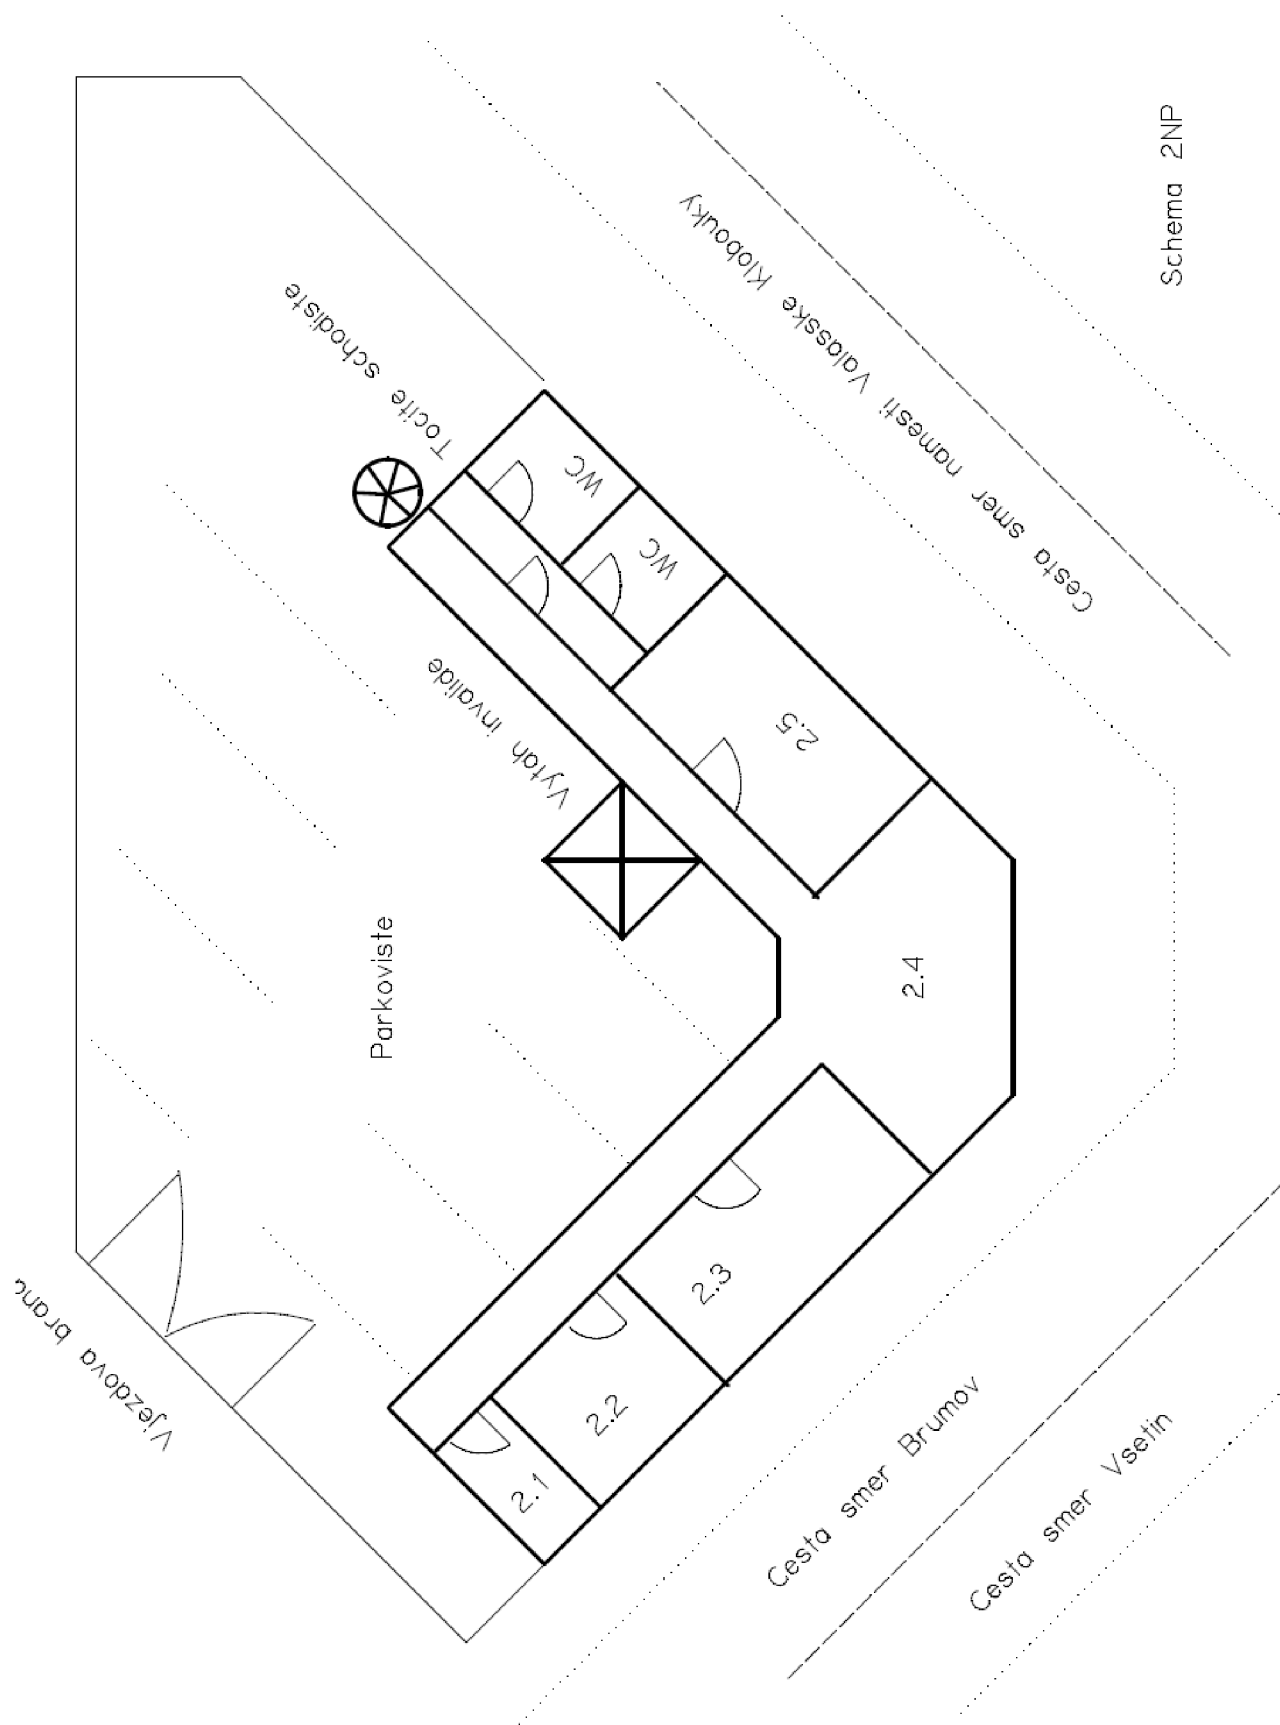 Schema 2NP
Cesta smer namesti Valasske Klobouky
Tocite schodiste
WC
WC
Vytah invalide
2.5
2.4
Parkoviste
2.3
2.2
2.1
Vjezdova brana
Cesta smer Brumov
Cesta smer Vsetin